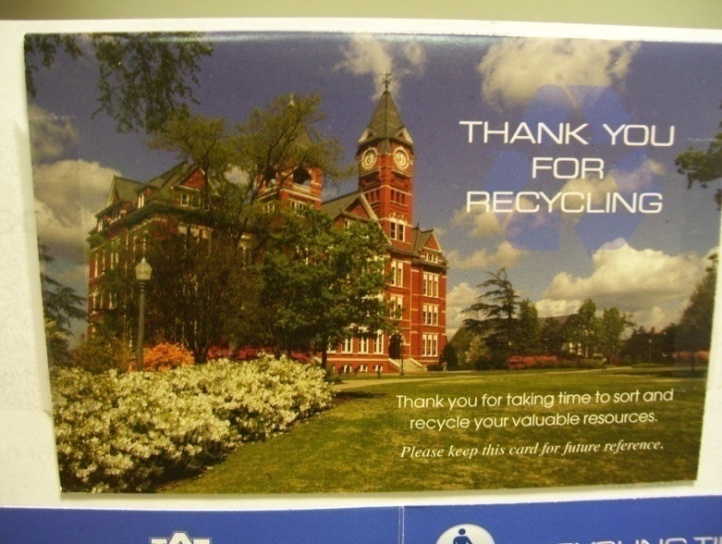 THANK YOU
FOR
RECYCLING
Thank you for taking time to sort and
recycle your valuable resources.
Please keep this card for future reference.